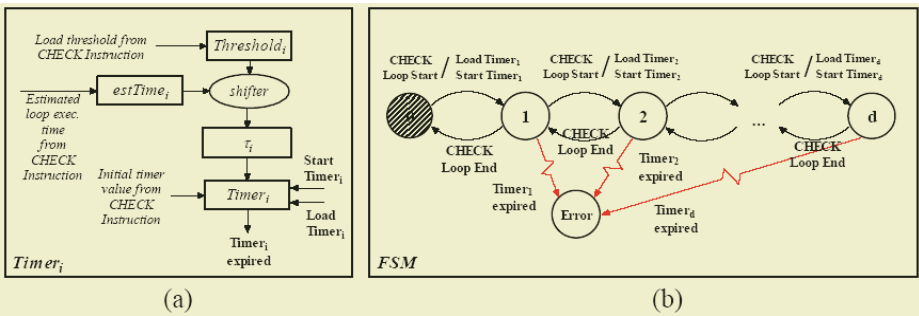 Load threshold from
CHECK Instruction
Threshold_i
estTime_i
shifter
Estimated
loop exec.
time
from
CHECK
Instruction
τ_i
Initial timer
value from
CHECK
Instruction
Timer_i
Start
Timer_i
Load
Timer_i
Timer_i
expired
Timer_i
(a)
CHECK
Loop Start / Load Timer_1
Start Timer_1
CHECK
Loop Start / Load Timer_2
Start Timer_2
CHECK
Loop Start / Load Timer_d
Start Timer_d
1
2
...
d
CHECK
Loop End
CHECK
Loop End
CHECK
Loop End
Timer_1
expired
Timer_2
expired
Timer_d
expired
Error
FSM
(b)